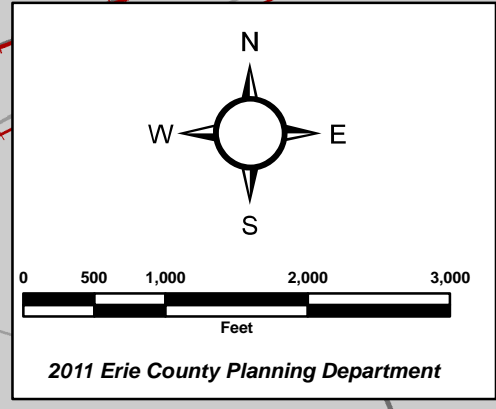 N
W E
S
0 500 1,000 2,000 3,000
Feet
2011 Erie County Planning Department